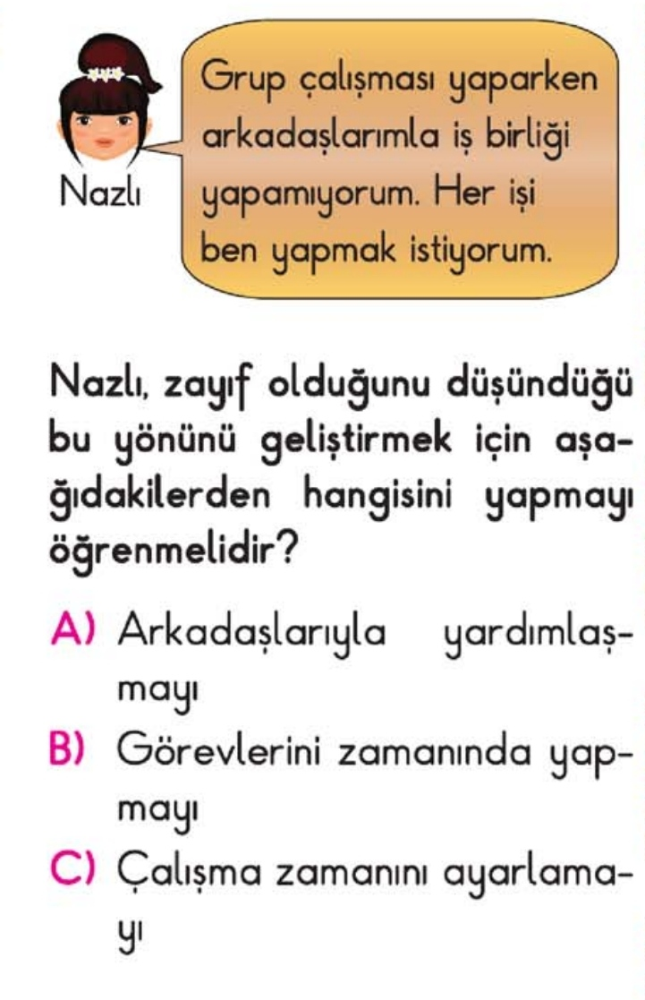 Nazlı
Grup çalışması yaparken
arkadaşlarımla iş birliği
yapamıyorum. Her işi
ben yapmak istiyorum.
Nazlı, zayıf olduğunu düşündüğü
bu yönünü geliştirmek için aşa-
ğıdakilerden hangisini yapmayı
öğrenmelidir?
A) Arkadaşlarıyla yardımlaş-
mayı
B) Görevlerini zamanında yap-
mayı
C) Çalışma zamanını ayarlama-
yı